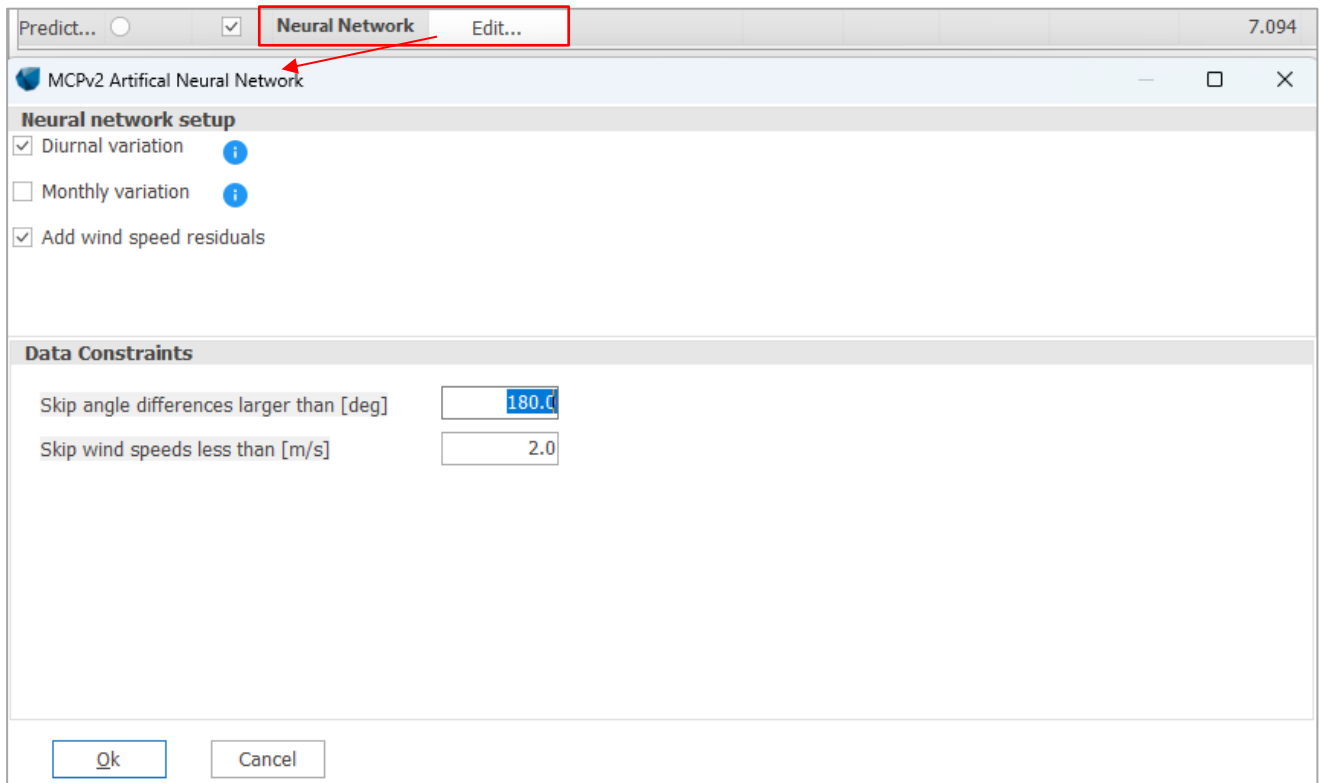 Predict... Neural Network Edit... 7.094
MCPv2 Artifical Neural Network
Neural network setup
Diurnal variation
Monthly variation
Add wind speed residuals
Data Constraints
Skip angle differences larger than [deg] 180.0
Skip wind speeds less than [m/s] 2.0
Ok Cancel